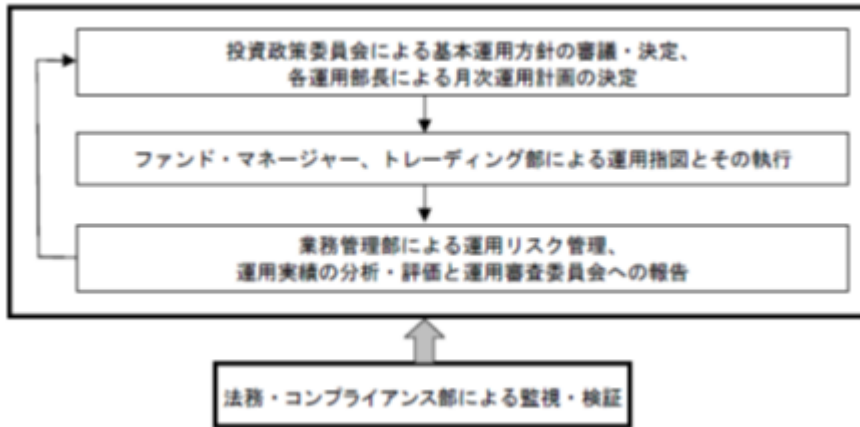 投資政策委員会による基本運用方針の審議・決定、
各運用部長による月次運用計画の決定
ファンド・マネージャー、トレーディング部による運用指図とその執行
業務管理部による運用リスク管理、
運用実績の分析・評価と運用審査委員会への報告
法務・コンプライアンス部による監視・検証